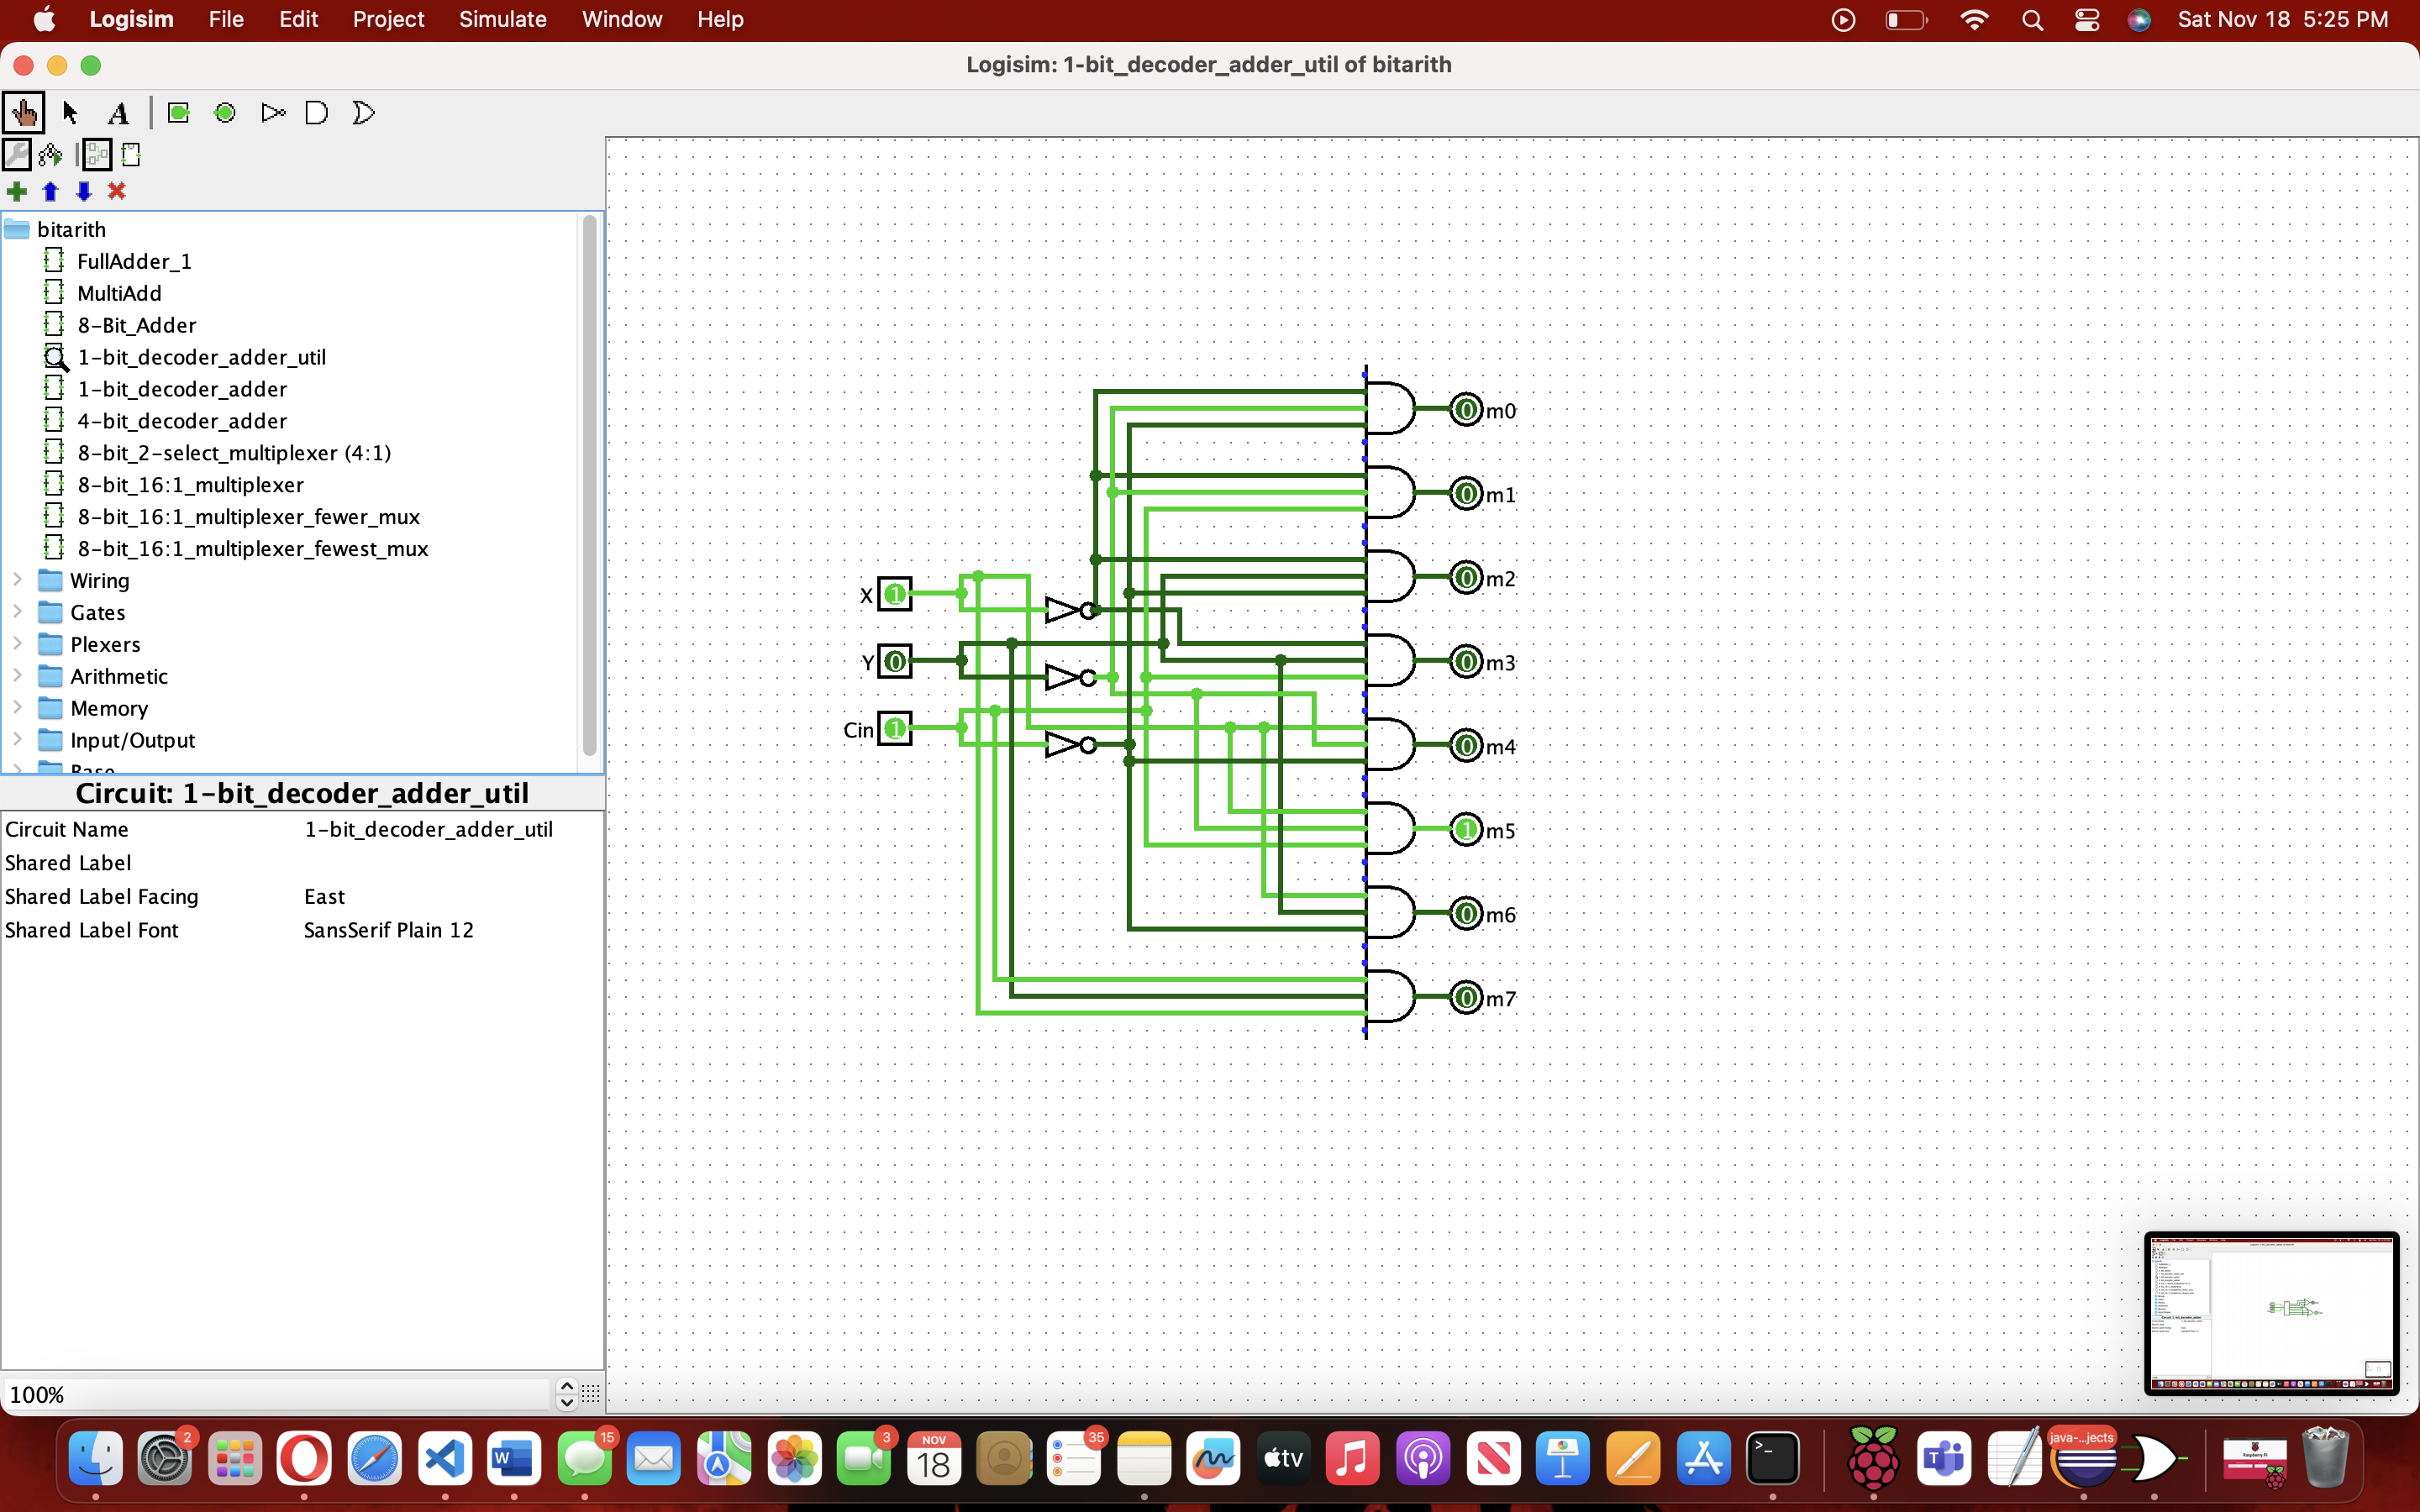 Logisim File Edit Project Simulate Window Help Sat Nov 18 5:25 PM
Logisim: 1-bit_decoder_adder_util of bitarith
A
bitarith
FullAdder_1
MultiAdd
8-Bit_Adder
1-bit_decoder_adder_util
1-bit_decoder_adder
4-bit_decoder_adder
8-bit_2-select_multiplexer (4:1)
8-bit_16:1_multiplexer
8-bit_16:1_multiplexer_fewer_mux
8-bit_16:1_multiplexer_fewest_mux
Wiring
Gates
Plexers
Arithmetic
Memory
Input/Output
Base
Circuit: 1-bit_decoder_adder_util
Circuit Name 1-bit_decoder_adder_util
Shared Label
Shared Label Facing East
Shared Label Font SansSerif Plain 12
100%
X 1
Y 0
Cin 1
0 m0
0 m1
0 m2
0 m3
0 m4
1 m5
0 m6
0 m7
2
W
15
3
NOV
18
35
tv
>_
java-...jects
Raspberry Pi